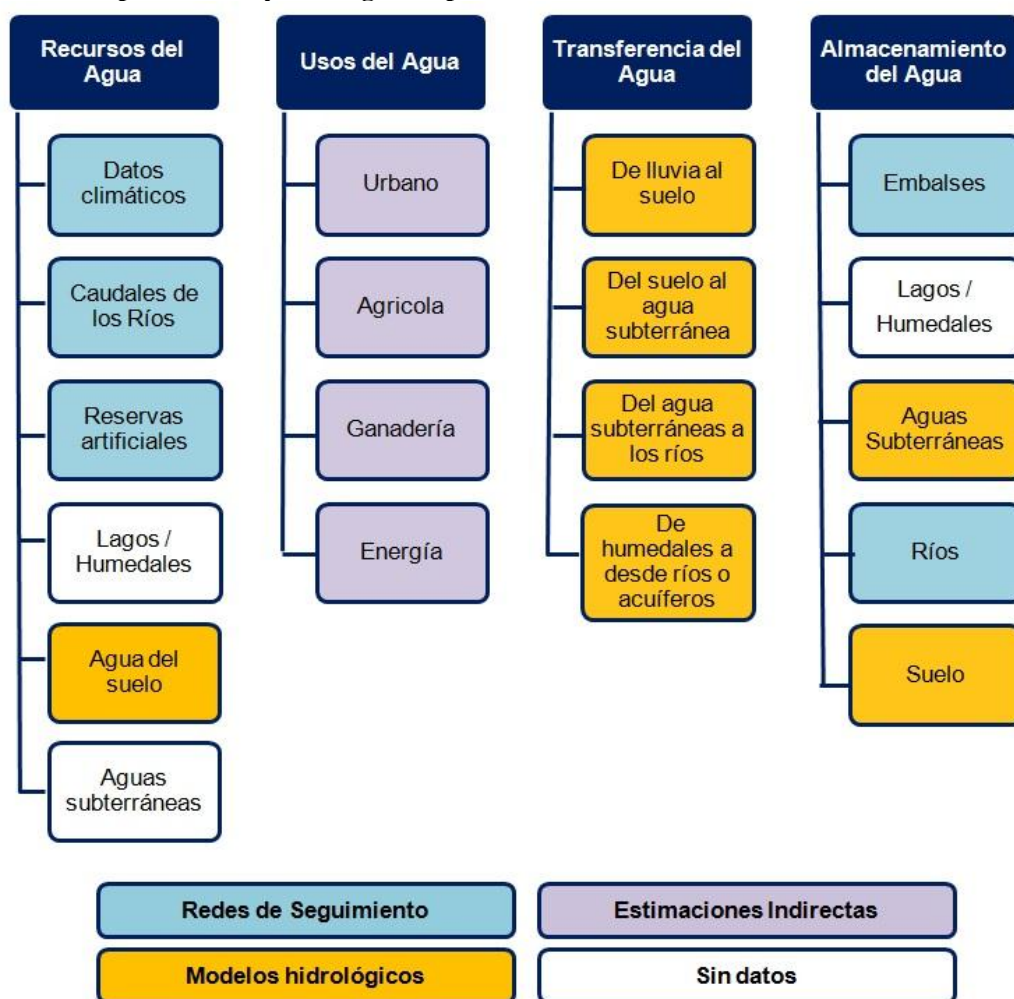 Recursos del
Agua
Datos
climáticos
Caudales de
los Ríos
Reservas
artificiales
Lagos /
Humedales
Agua del
suelo
Aguas
subterráneas
Usos del Agua
Urbano
Agricola
Ganadería
Energía
Transferencia del
Agua
De lluvia al
suelo
Del suelo al
agua
subterránea
Del agua
subterráneas a
los ríos
De
humedales a
desde ríos o
acuíferos
Almacenamiento
del Agua
Embalses
Lagos /
Humedales
Aguas
Subterráneas
Ríos
Suelo
Redes de Seguimiento
Estimaciones Indirectas
Modelos hidrológicos
Sin datos